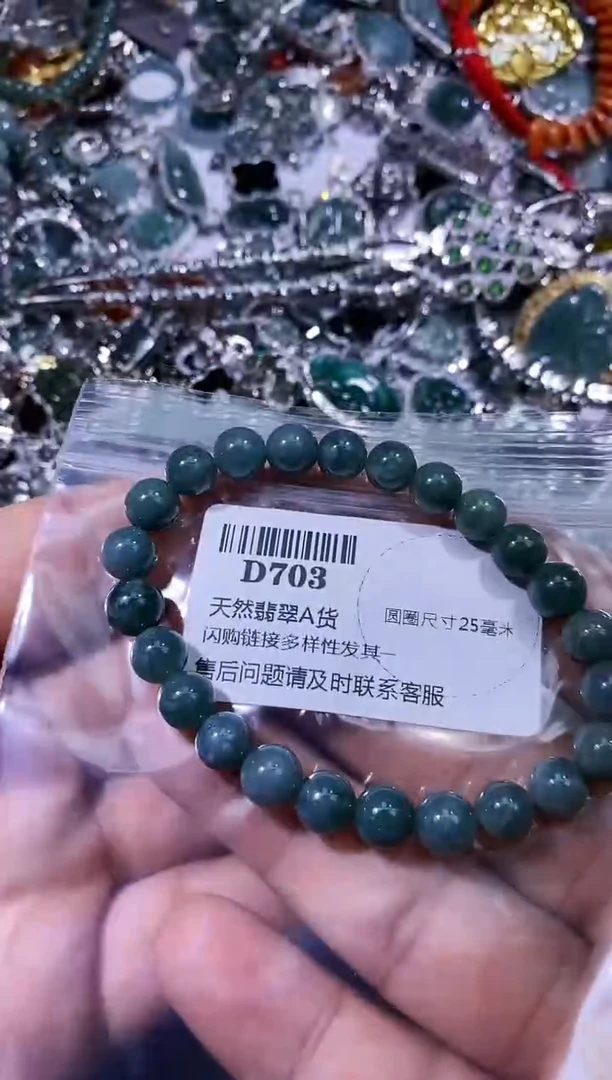 D703
天然翡翠A货
圆圈尺寸25毫米
闪购链接多样性发其一
售后问题请及时联系客服